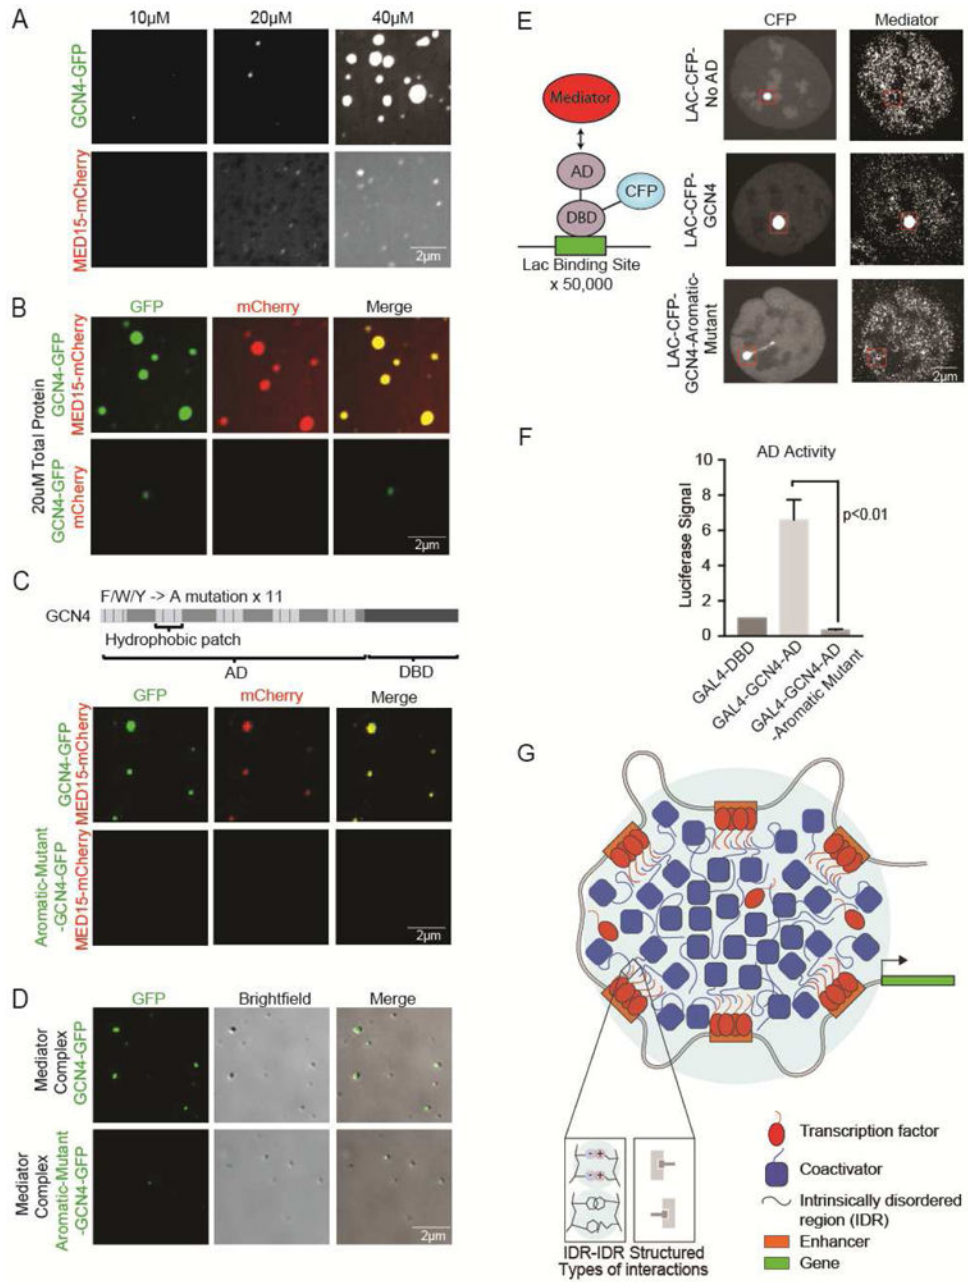 A
10µM
20µM
40µM
GCN4-GFP
MED15-mCherry
2µm
B
GFP
mCherry
Merge
20uM Total Protein
GCN4-GFP
MED15-mCherry
GCN4-GFP
mCherry
2µm
C
F/W/Y -> A mutation x 11
GCN4
Hydrophobic patch
AD
DBD
GFP
mCherry
Merge
GCN4-GFP
MED15-mCherry
Aromatic-Mutant
-GCN4-GFP
MED15-mCherry
2µm
D
GFP
Brightfield
Merge
Mediator
Complex
GCN4-GFP
Mediator
Complex
Aromatic-Mutant
-GCN4-GFP
2µm
E
CFP
Mediator
Mediator
AD
CFP
DBD
Lac Binding Site
x 50,000
LAC-CFP-
No AD
LAC-CFP-
GCN4
LAC-CFP-
GCN4-Aromatic-
Mutant
2µm
F
AD Activity
Luciferase Signal
10
8
6
4
2
0
p<0.01
GAL4-DBD
GAL4-GCN4-AD
GAL4-GCN4-AD
-Aromatic Mutant
G
IDR-IDR
Structured
Types of interactions
Transcription factor
Coactivator
Intrinsically disordered
region (IDR)
Enhancer
Gene